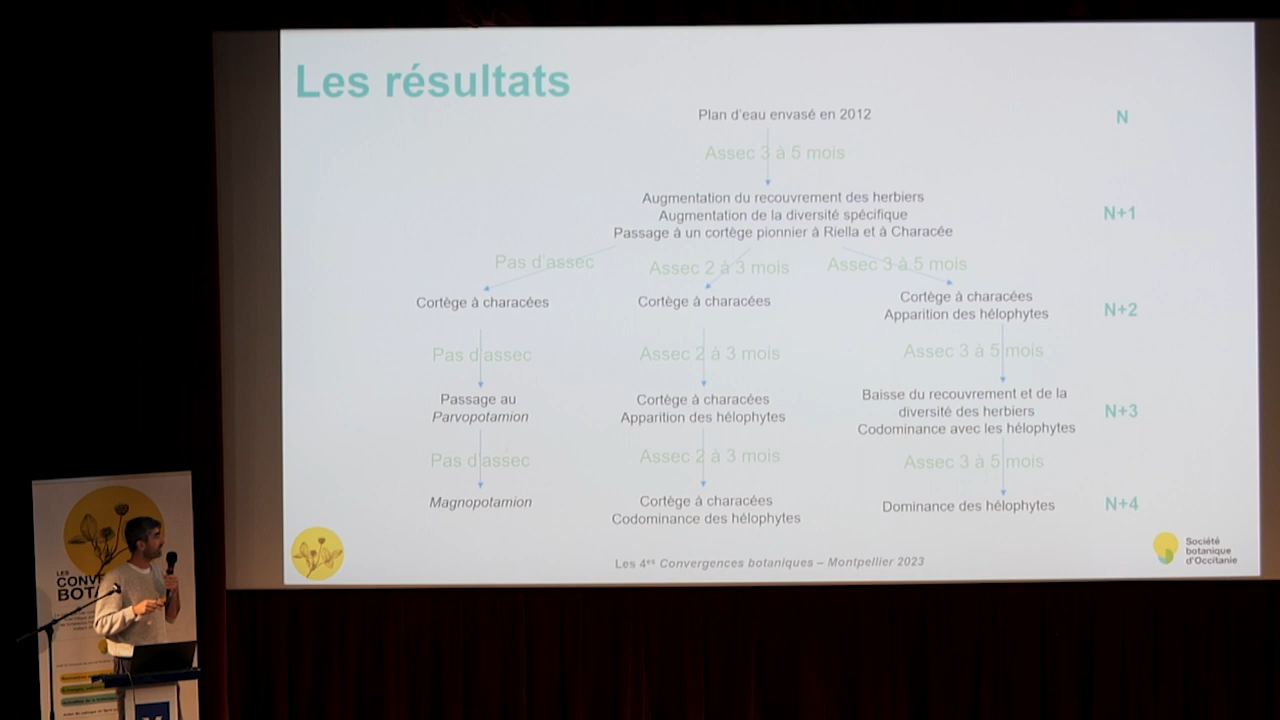 Les résultats
Plan d'eau envasé en 2012
N
Assec 3 à 5 mois
Augmentation du recouvrement des herbiers
Augmentation de la diversité spécifique
Passage à un cortège pionnier à Riella et à Characée
N+1
Pas d'assec
Assec 2 à 3 mois
Assec 3 à 5 mois
Cortège à characées
Cortège à characées
Cortège à characées
Apparition des hélophytes
N+2
Pas d'assec
Assec 2 à 3 mois
Assec 3 à 5 mois
Passage au
Parvopotamion
Cortège à characées
Apparition des hélophytes
Baisse du recouvrement et de la
diversité des herbiers
Codominance avec les hélophytes
N+3
Pas d'assec
Assec 2 à 3 mois
Assec 3 à 5 mois
Magnopotamion
Cortège à characées
Codominance des hélophytes
Dominance des hélophytes
N+4
Les 4es Convergences botaniques – Montpellier 2023
Société
botanique
d'Occitanie
LES
CONV
BOTA